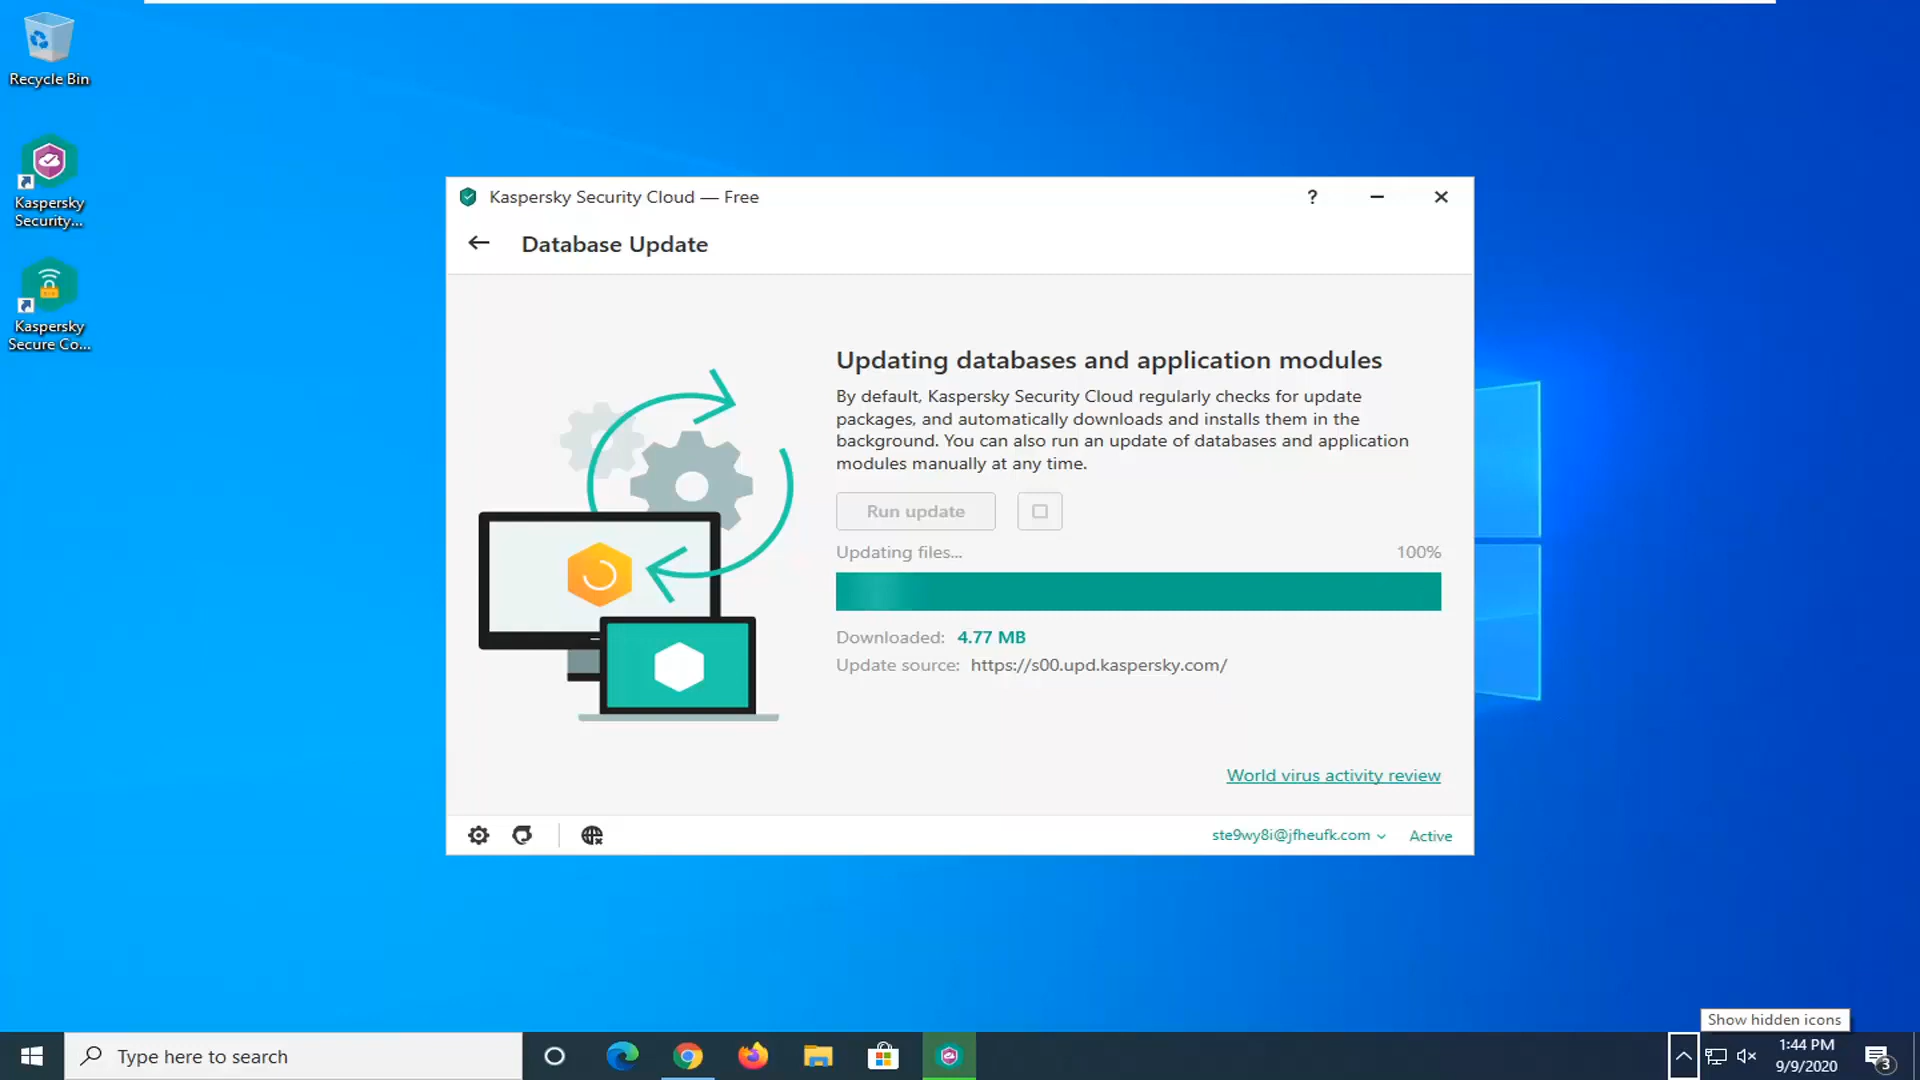 Recycle Bin
Kaspersky
Security...
Kaspersky
Secure Co...
Kaspersky Security Cloud — Free
?
Database Update
Updating databases and application modules
By default, Kaspersky Security Cloud regularly checks for update
packages, and automatically downloads and installs them in the
background. You can also run an update of databases and application
modules manually at any time.
Run update
Updating files... 100%
Downloaded: 4.77 MB
Update source: https://s00.upd.kaspersky.com/
World virus activity review
ste9wy8i@jfheufk.com Active
Show hidden icons
Type here to search
1:44 PM
9/9/2020
3